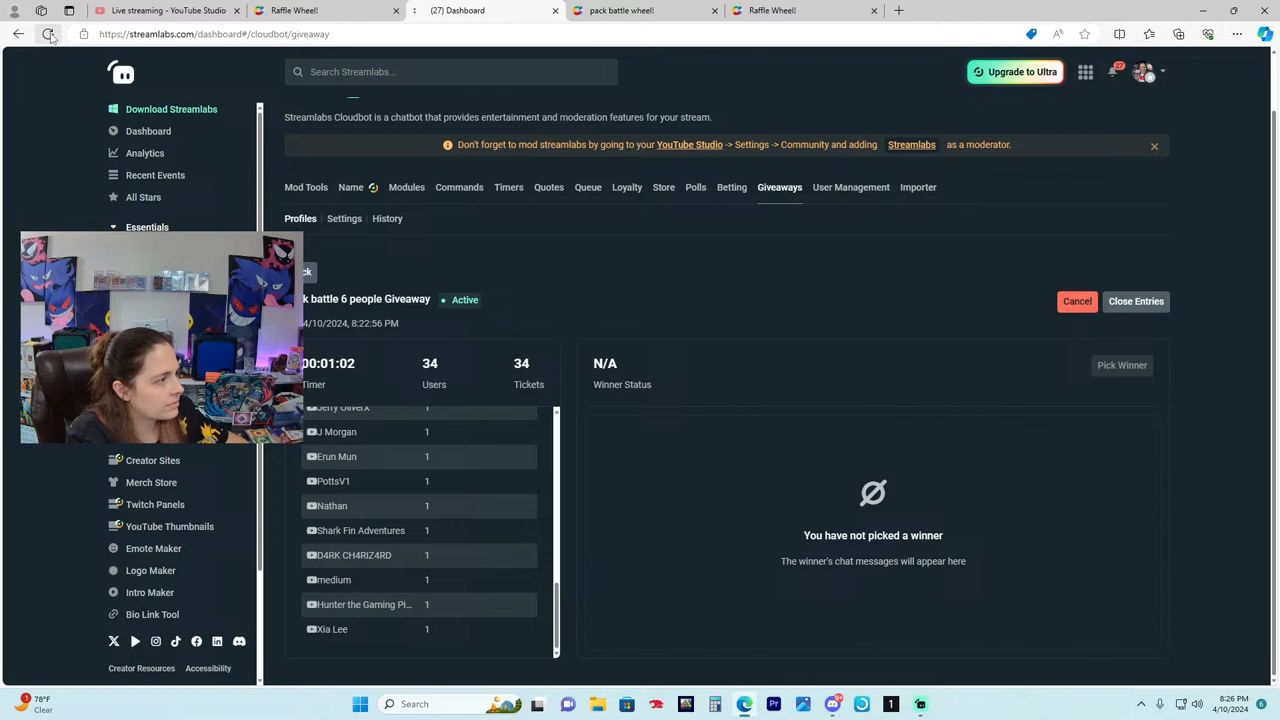 Live streaming - YouTube Studio
Raffle Wheel!
(27) Dashboard
pack battle wheel!
Raffle Wheel!
https://streamlabs.com/dashboard#/cloudbot/giveaway
Search Streamlabs...
Upgrade to Ultra
27
Download Streamlabs
Dashboard
Analytics
Recent Events
All Stars
Essentials
Streamlabs Cloudbot is a chatbot that provides entertainment and moderation features for your stream.
Don't forget to mod streamlabs by going to your YouTube Studio -> Settings -> Community and adding Streamlabs as a moderator.
Mod Tools Name Modules Commands Timers Quotes Queue Loyalty Store Polls Betting Giveaways User Management Importer
Profiles Settings History
ck
k battle 6 people Giveaway
Active
Cancel
Close Entries
4/10/2024, 8:22:56 PM
00:01:02
Timer
34
Users
34
Tickets
N/A
Winner Status
Pick Winner
Jerry OliverX 1
J Morgan 1
Erun Mun 1
PottsV1 1
Nathan 1
Shark Fin Adventures 1
D4RK CH4RIZ4RD 1
medium 1
Hunter the Gaming Pi... 1
Xia Lee 1
You have not picked a winner
The winner's chat messages will appear here
Creator Sites
Merch Store
Twitch Panels
YouTube Thumbnails
Emote Maker
Logo Maker
Intro Maker
Bio Link Tool
Creator Resources
Accessibility
1
78°F
Clear
Search
9+
1
8:26 PM
4/10/2024
6